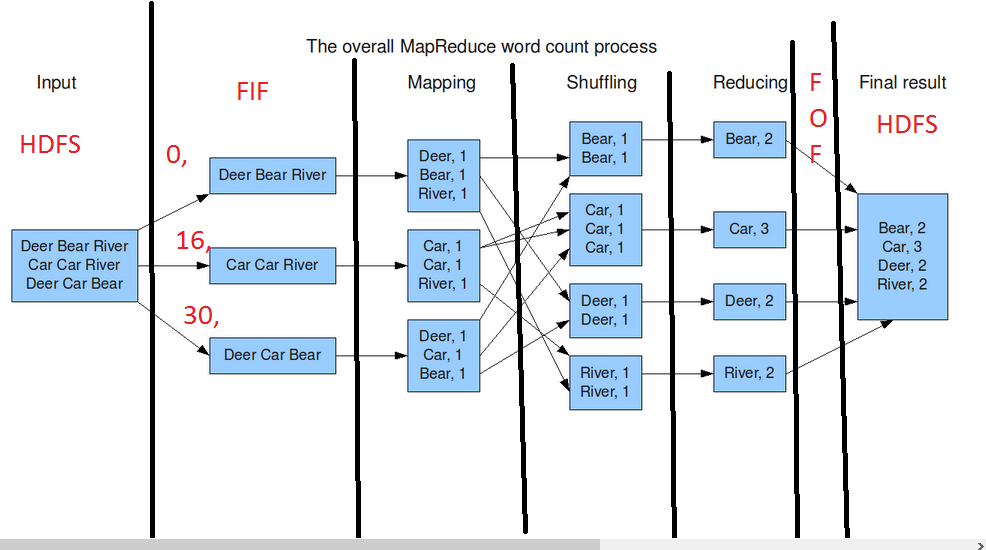 The overall MapReduce word count process
Input
FIF
Mapping
Shuffling
Reducing
F
O
F
Final result
HDFS
HDFS
0,
16,
30,
Deer Bear River
Car Car River
Deer Car Bear
Deer Bear River
Car Car River
Deer Car Bear
Deer, 1
Bear, 1
River, 1
Car, 1
Car, 1
River, 1
Deer, 1
Car, 1
Bear, 1
Bear, 1
Bear, 1
Car, 1
Car, 1
Car, 1
Deer, 1
Deer, 1
River, 1
River, 1
Bear, 2
Car, 3
Deer, 2
River, 2
Bear, 2
Car, 3
Deer, 2
River, 2